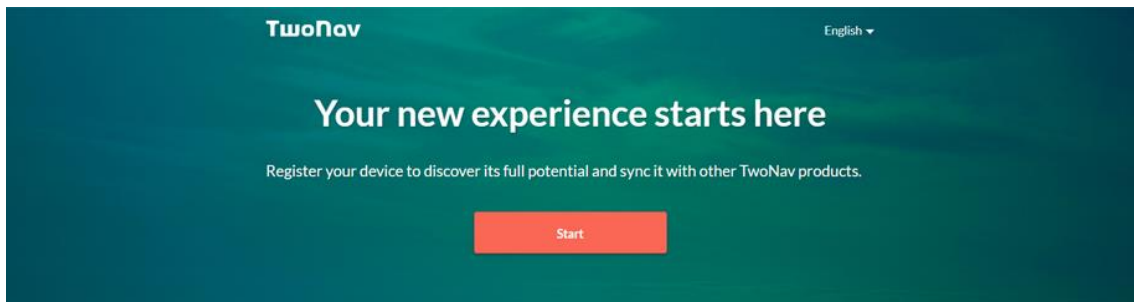 TwoNav
English
Your new experience starts here
Register your device to discover its full potential and sync it with other TwoNav products.
Start